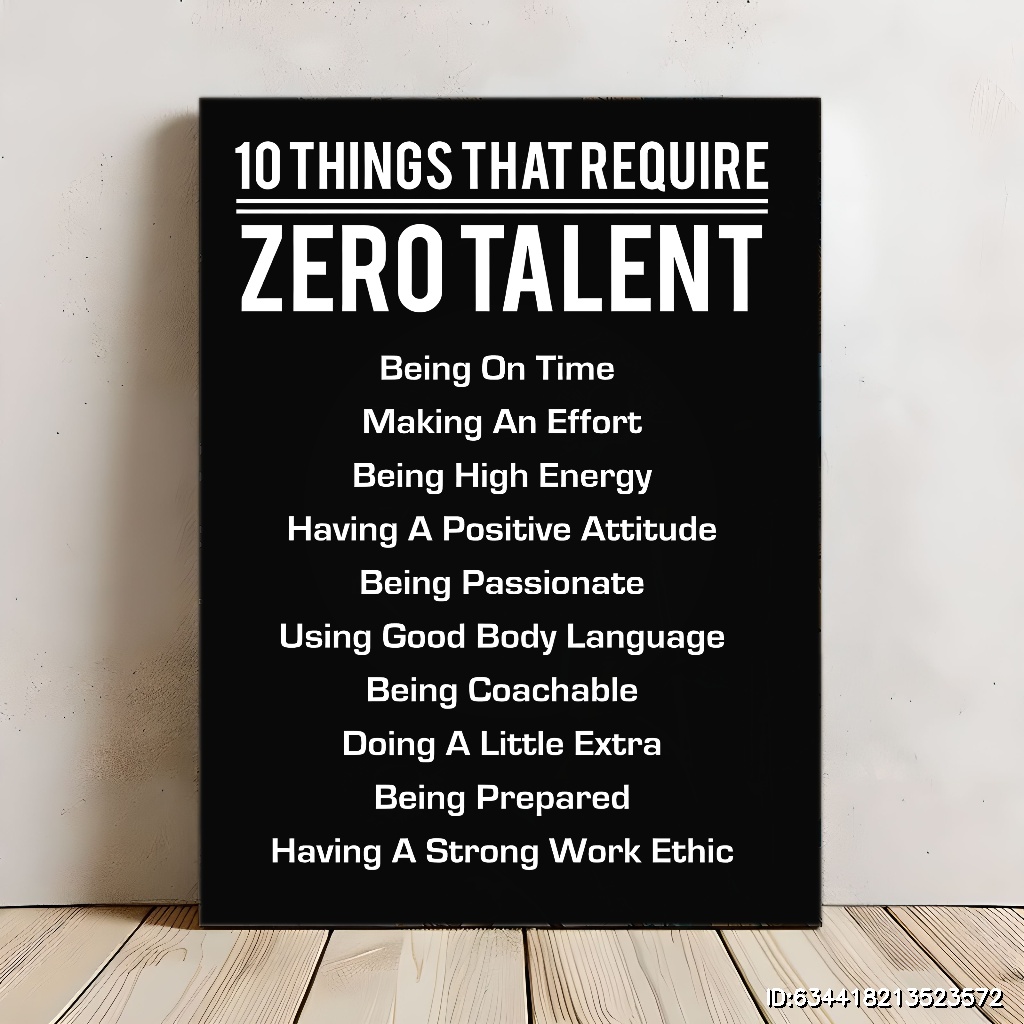 10 THINGS THAT REQUIRE
ZERO TALENT
Being On Time
Making An Effort
Being High Energy
Having A Positive Attitude
Being Passionate
Using Good Body Language
Being Coachable
Doing A Little Extra
Being Prepared
Having A Strong Work Ethic
ID:634418213523572